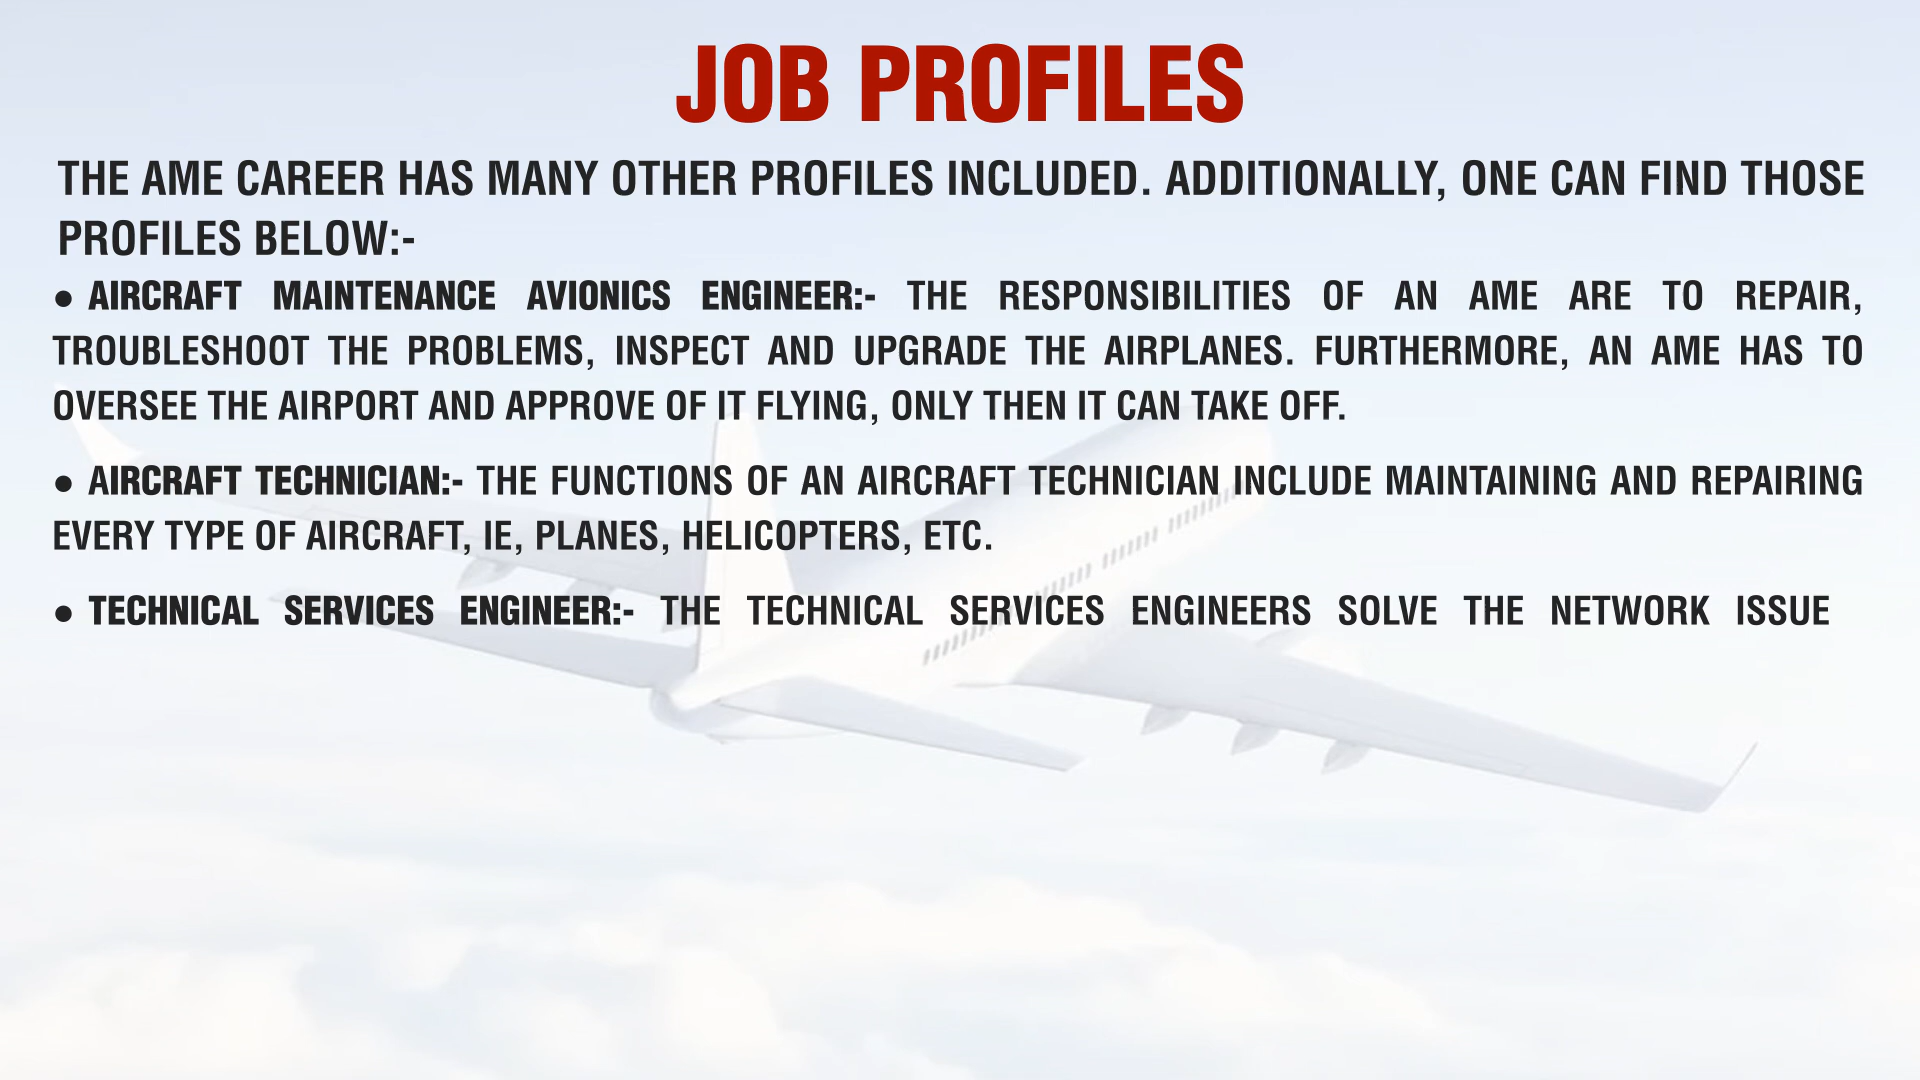 JOB PROFILES
THE AME CAREER HAS MANY OTHER PROFILES INCLUDED. ADDITIONALLY, ONE CAN FIND THOSE
PROFILES BELOW:-
● AIRCRAFT MAINTENANCE AVIONICS ENGINEER:- THE RESPONSIBILITIES OF AN AME ARE TO REPAIR,
TROUBLESHOOT THE PROBLEMS, INSPECT AND UPGRADE THE AIRPLANES. FURTHERMORE, AN AME HAS TO
OVERSEE THE AIRPORT AND APPROVE OF IT FLYING, ONLY THEN IT CAN TAKE OFF.
● AIRCRAFT TECHNICIAN:- THE FUNCTIONS OF AN AIRCRAFT TECHNICIAN INCLUDE MAINTAINING AND REPAIRING
EVERY TYPE OF AIRCRAFT, IE, PLANES, HELICOPTERS, ETC.
● TECHNICAL SERVICES ENGINEER:- THE TECHNICAL SERVICES ENGINEERS SOLVE THE NETWORK ISSUE